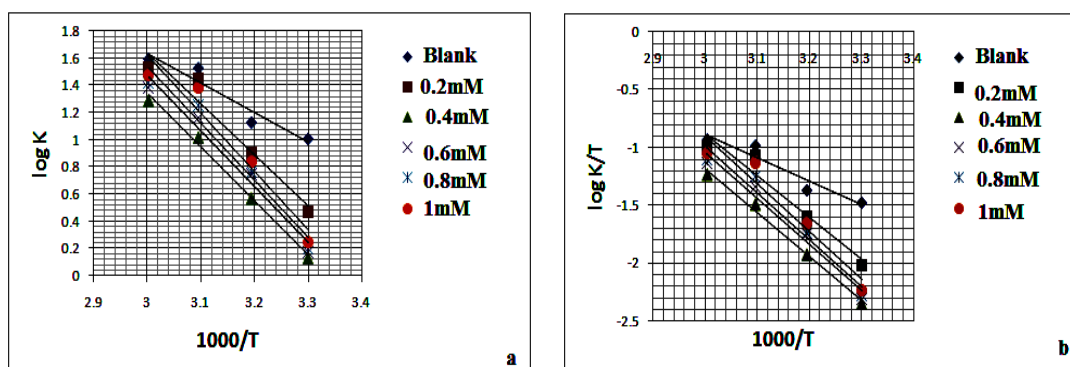 1.8
1.6
1.4
1.2
1
0.8
0.6
0.4
0.2
0
2.9 3 3.1 3.2 3.3 3.4
log K
1000/T
Blank
0.2mM
0.4mM
0.6mM
0.8mM
1mM
a
0
2.9 3 3.1 3.2 3.3 3.4
-0.5
-1
-1.5
-2
-2.5
log K/T
1000/T
Blank
0.2mM
0.4mM
0.6mM
0.8mM
1mM
b